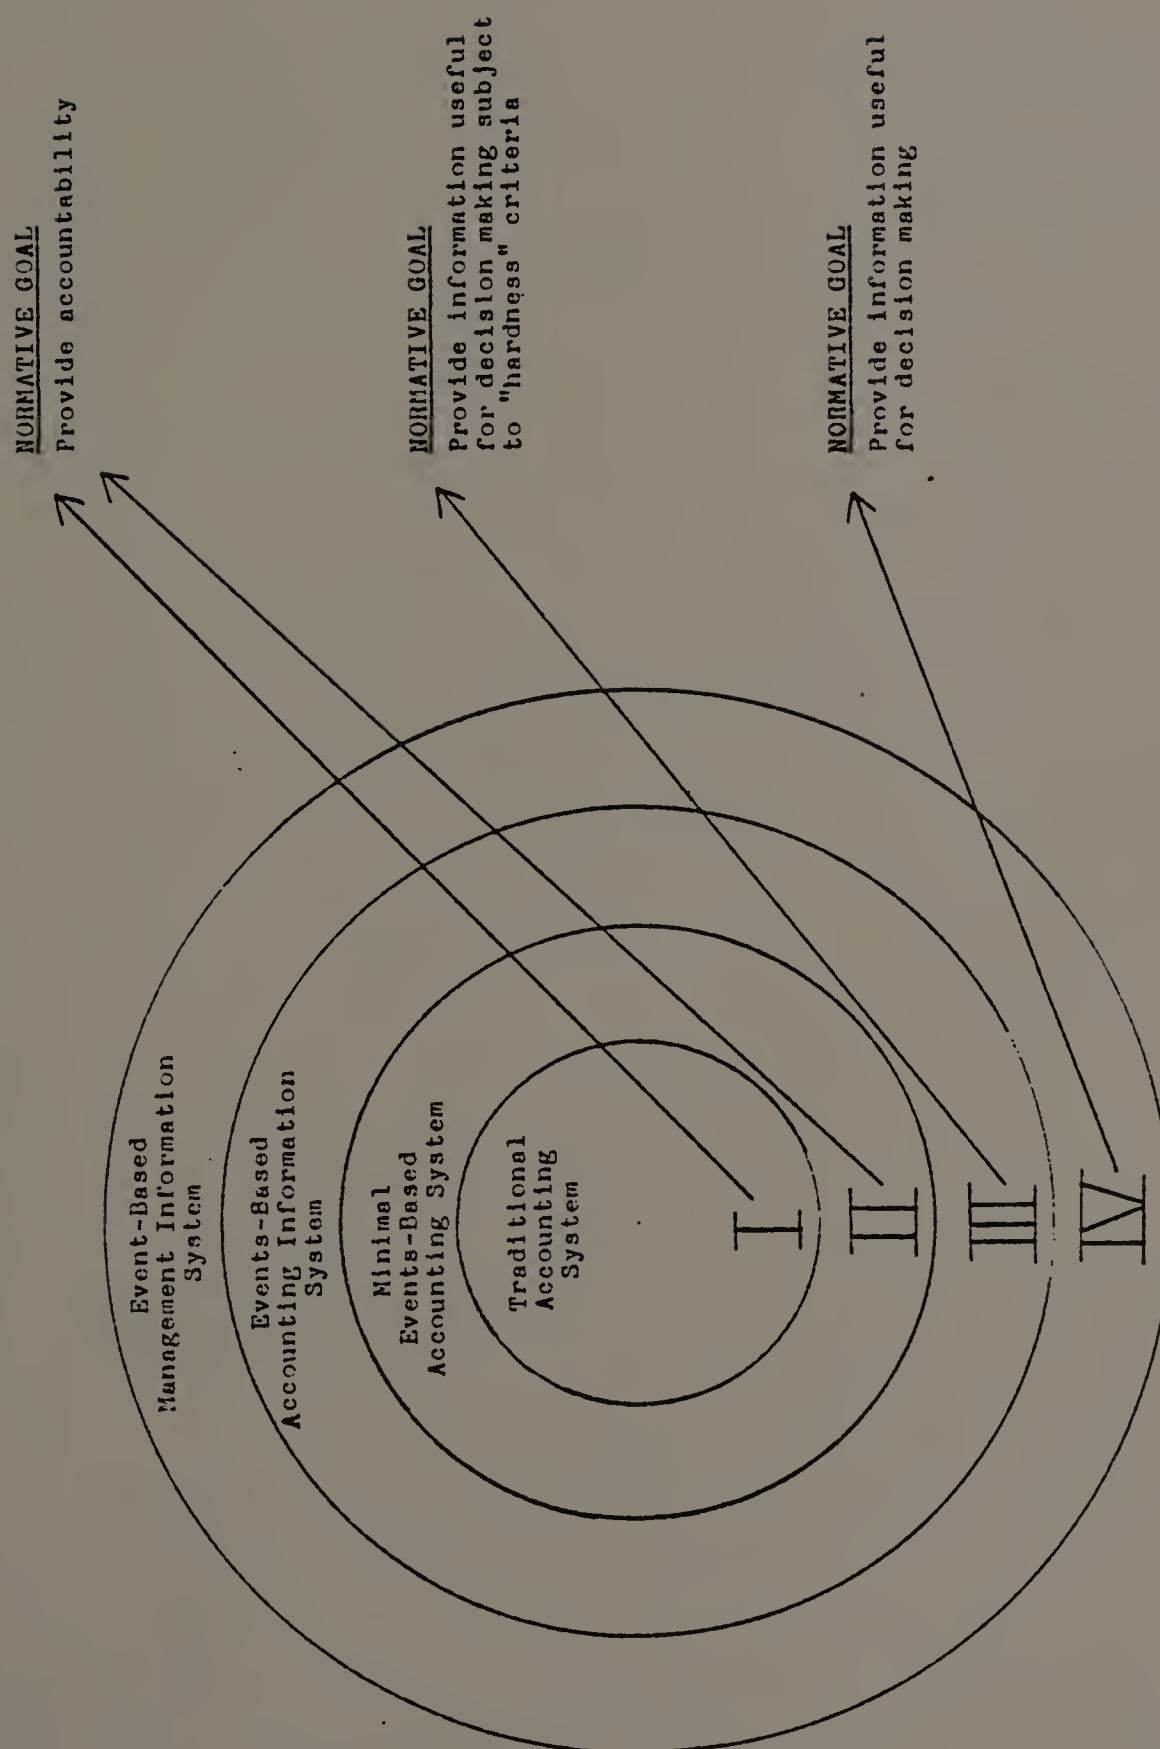 Event-Based
Management Information
System
Events-Based
Accounting Information
System
Minimal
Events-Based
Accounting System
Traditional
Accounting
System
I
II
III
IV
NORMATIVE GOAL
Provide accountability
NORMATIVE GOAL
Provide information useful
for decision making subject
to "hardness" criteria
NORMATIVE GOAL
Provide information useful
for decision making